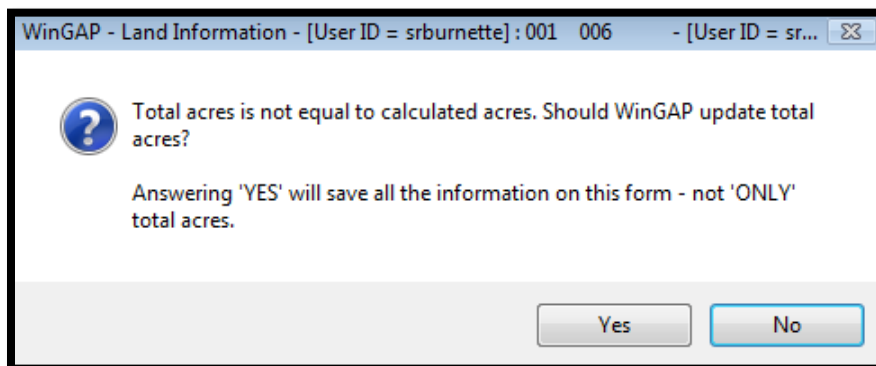 WinGAP - Land Information - [User ID = srburnette] : 001 006 - [User ID = sr...
Total acres is not equal to calculated acres. Should WinGAP update total
acres?
Answering 'YES' will save all the information on this form - not 'ONLY'
total acres.
Yes No